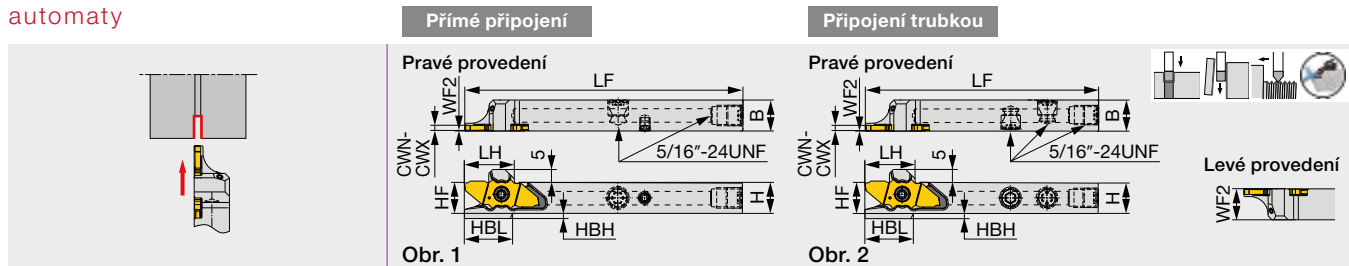 automaty
Přímé připojení
Připojení trubkou
Pravé provedení
LF
WF2
B
CWN-
CWX
5/16"-24UNF
LH
5
HF
H
HBL
HBH
Obr. 1
Pravé provedení
LF
WF2
B
CWN-
CWX
5/16"-24UNF
LH
5
HF
H
HBL
HBH
Obr. 2
Levé provedení
WF2